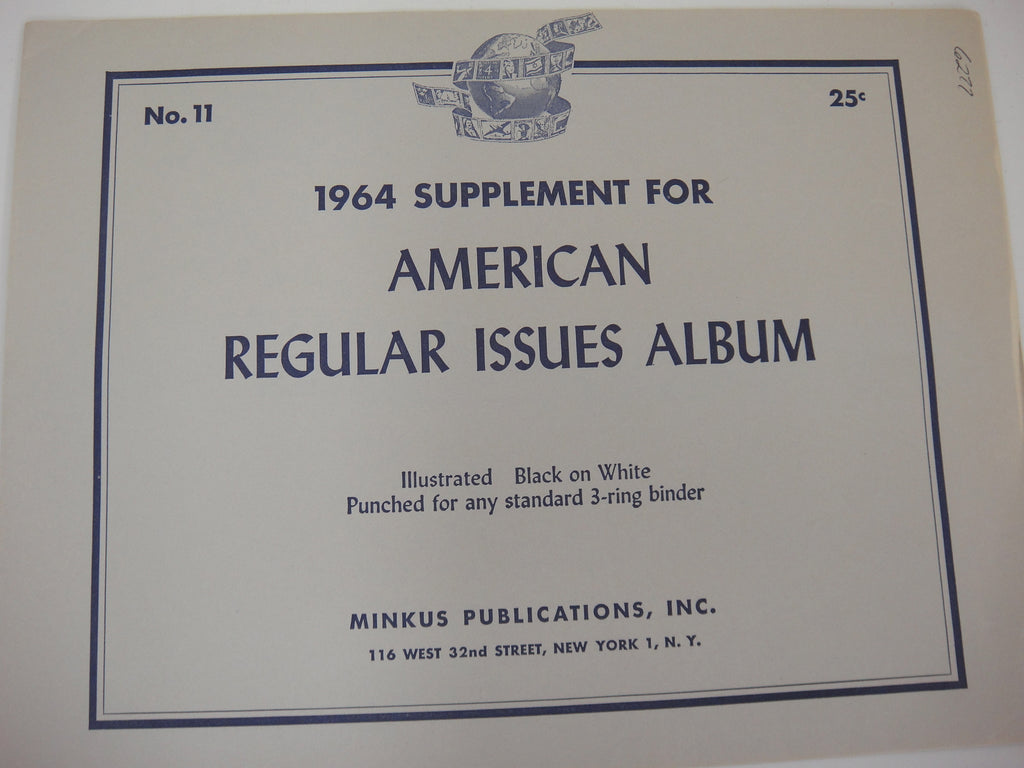 No. 11
25¢
6277
1964 SUPPLEMENT FOR
AMERICAN
REGULAR ISSUES ALBUM
Illustrated Black on White
Punched for any standard 3-ring binder
MINKUS PUBLICATIONS, INC.
116 WEST 32nd STREET, NEW YORK 1, N. Y.